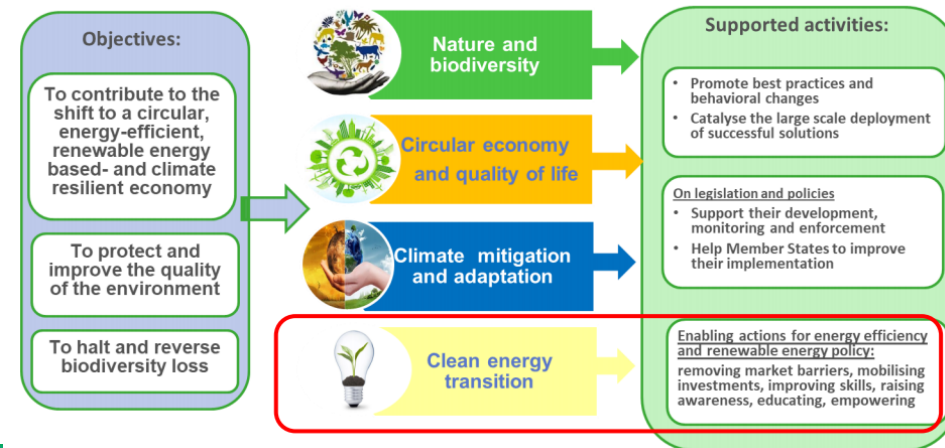 Objectives:
To contribute to the
shift to a circular,
energy-efficient,
renewable energy
based- and climate
resilient economy
To protect and
improve the quality
of the environment
To halt and reverse
biodiversity loss
Nature and
biodiversity
Circular economy
and quality of life
Climate mitigation
and adaptation
Clean energy
transition
Supported activities:
• Promote best practices and
behavioral changes
• Catalyse the large scale deployment
of successful solutions
On legislation and policies
• Support their development,
monitoring and enforcement
• Help Member States to improve
their implementation
Enabling actions for energy efficiency
and renewable energy policy:
removing market barriers, mobilising
investments, improving skills, raising
awareness, educating, empowering